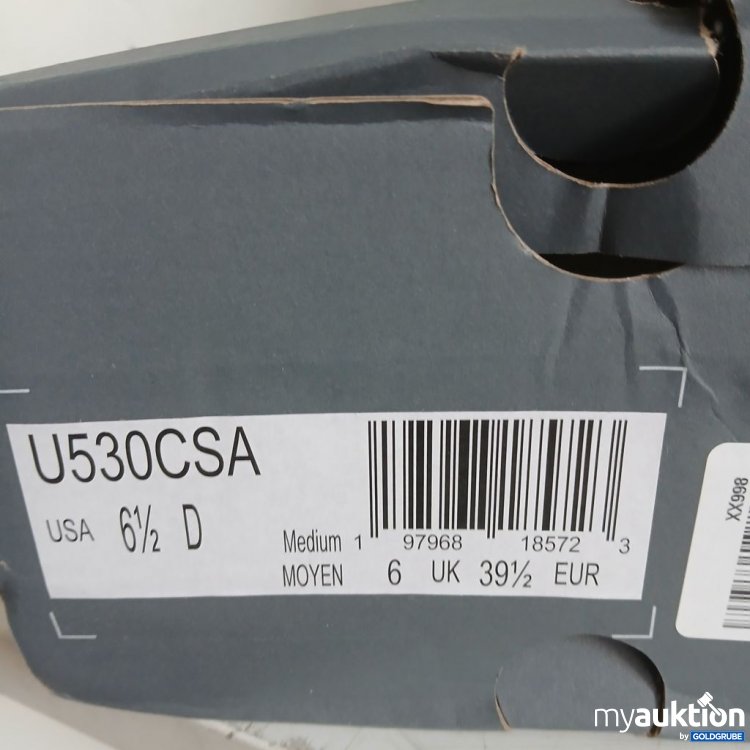 U530CSA
USA 6½ D
Medium 1 97968 18572 3
MOYEN 6 UK 39½ EUR
XX998
myauktion
by GOLDGRUBE